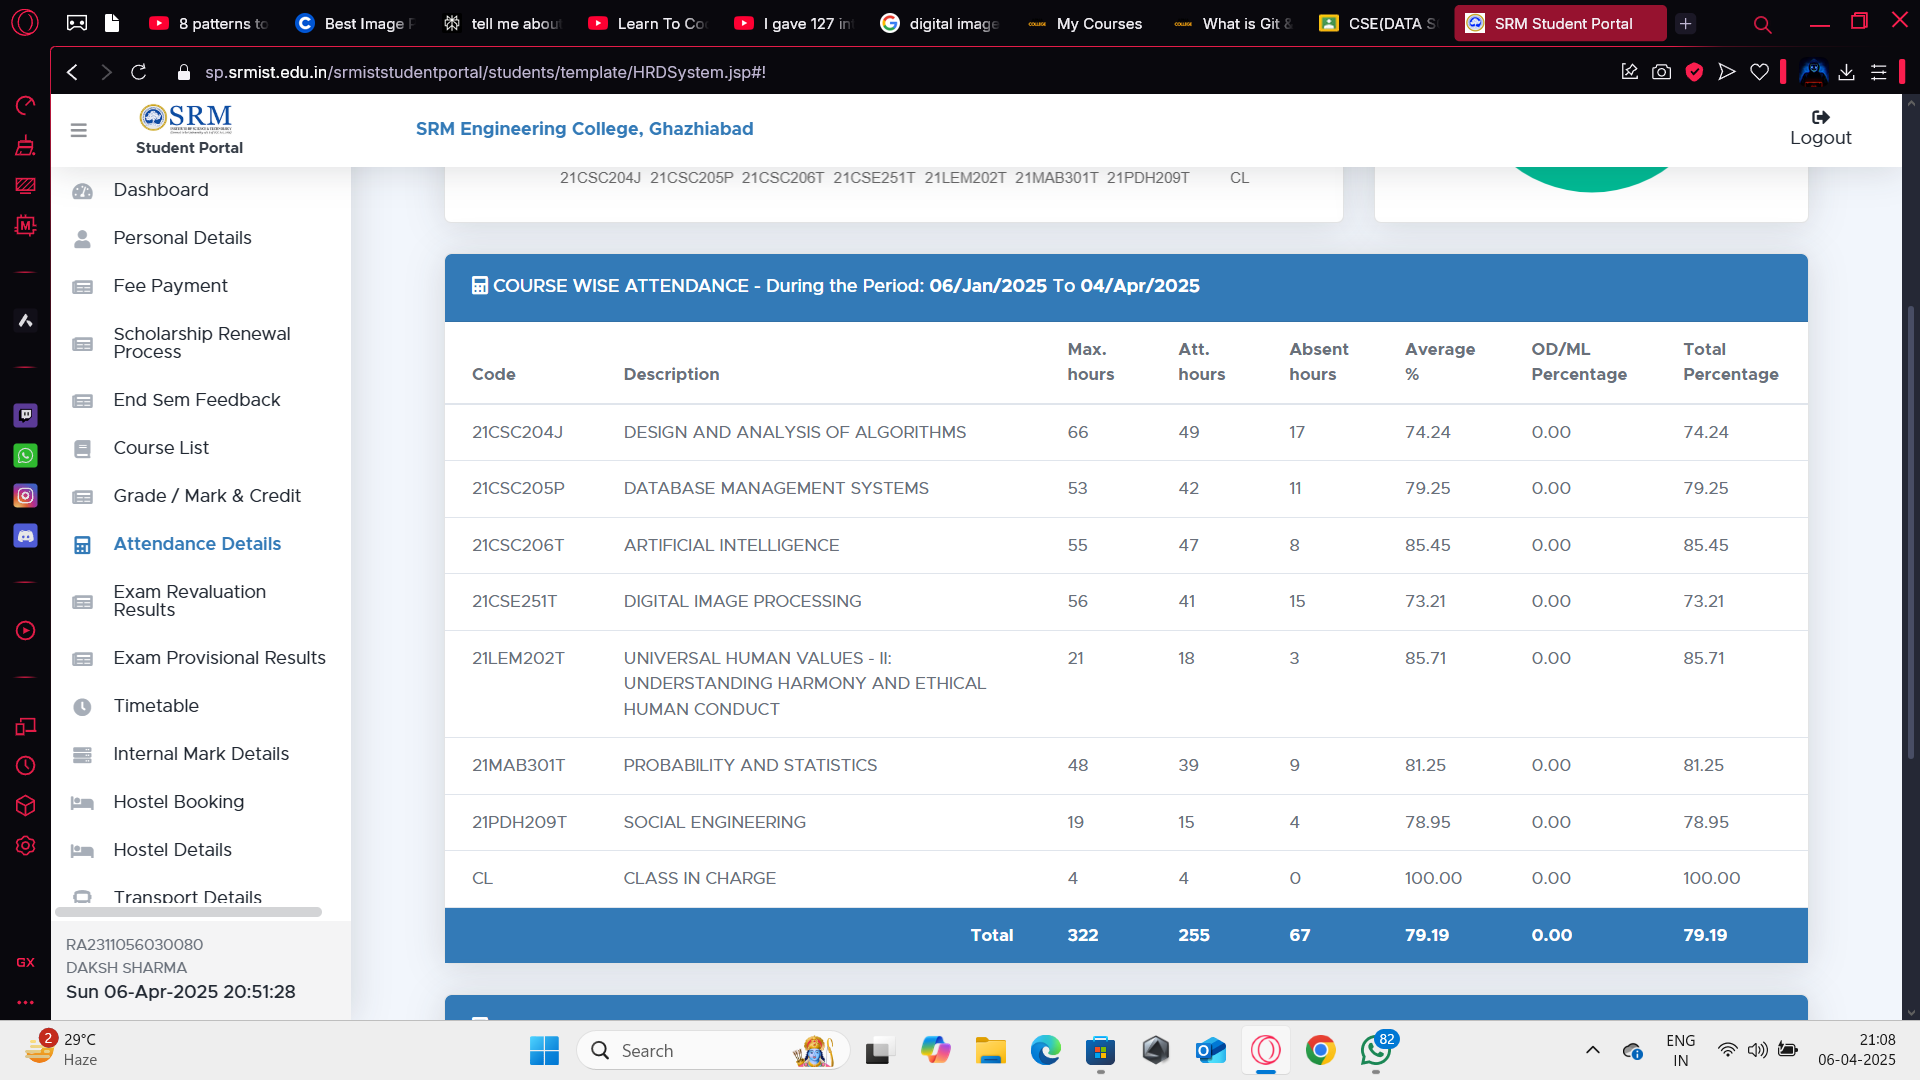 8 patterns to
Best Image P
tell me about
Learn To Co
I gave 127 in
digital image
My Courses
What is Git &
CSE(DATA S
SRM Student Portal
sp.srmist.edu.in/srmiststudentportal/students/template/HRDSystem.jsp#!
SRM
Student Portal
SRM Engineering College, Ghazhiabad
Logout
Dashboard
Personal Details
Fee Payment
Scholarship Renewal
Process
End Sem Feedback
Course List
Grade / Mark & Credit
Attendance Details
Exam Revaluation
Results
Exam Provisional Results
Timetable
Internal Mark Details
Hostel Booking
Hostel Details
Transport Details
RA2311056030080
DAKSH SHARMA
Sun 06-Apr-2025 20:51:28
21CSC204J 21CSC205P 21CSC206T 21CSE251T 21LEM202T 21MAB301T 21PDH209T CL
COURSE WISE ATTENDANCE - During the Period: 06/Jan/2025 To 04/Apr/2025
Code Description Max. hours Att. hours Absent hours Average % OD/ML Percentage Total Percentage
21CSC204J DESIGN AND ANALYSIS OF ALGORITHMS 66 49 17 74.24 0.00 74.24
21CSC205P DATABASE MANAGEMENT SYSTEMS 53 42 11 79.25 0.00 79.25
21CSC206T ARTIFICIAL INTELLIGENCE 55 47 8 85.45 0.00 85.45
21CSE251T DIGITAL IMAGE PROCESSING 56 41 15 73.21 0.00 73.21
21LEM202T UNIVERSAL HUMAN VALUES - II: 21 18 3 85.71 0.00 85.71
UNDERSTANDING HARMONY AND ETHICAL
HUMAN CONDUCT
21MAB301T PROBABILITY AND STATISTICS 48 39 9 81.25 0.00 81.25
21PDH209T SOCIAL ENGINEERING 19 15 4 78.95 0.00 78.95
CL CLASS IN CHARGE 4 4 0 100.00 0.00 100.00
Total 322 255 67 79.19 0.00 79.19
GX
2
29°C
Haze
Search
82
ENG
IN
21:08
06-04-2025